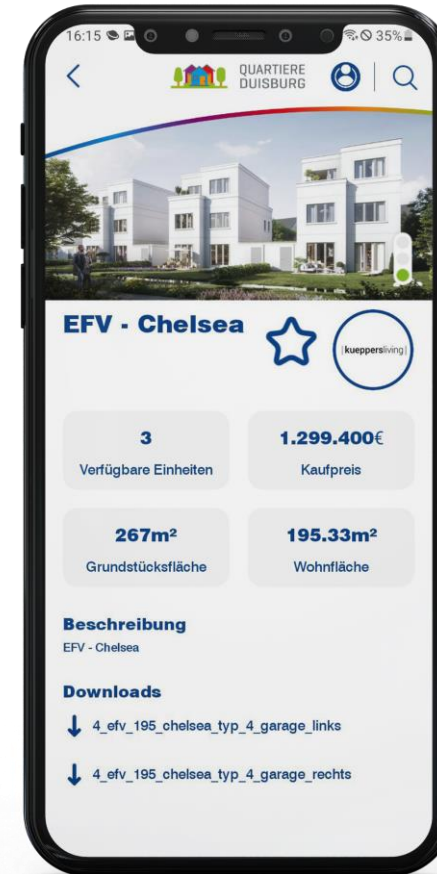 16:15
35%
QUARTIERE
DUISBURG
EFV - Chelsea
|kueppersliving|
3
Verfügbare Einheiten
1.299.400€
Kaufpreis
267m²
Grundstücksfläche
195.33m²
Wohnfläche
Beschreibung
EFV - Chelsea
Downloads
4_efv_195_chelsea_typ_4_garage_links
4_efv_195_chelsea_typ_4_garage_rechts